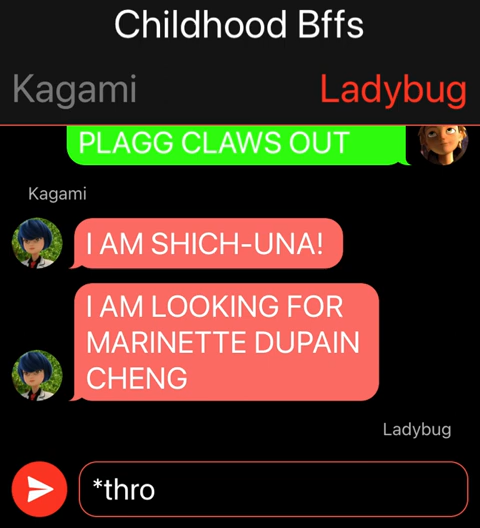 Childhood Bffs
Kagami
Ladybug
PLAGG CLAWS OUT
Kagami
I AM SHICH-UNA!
I AM LOOKING FOR
MARINETTE DUPAIN
CHENG
Ladybug
*thro